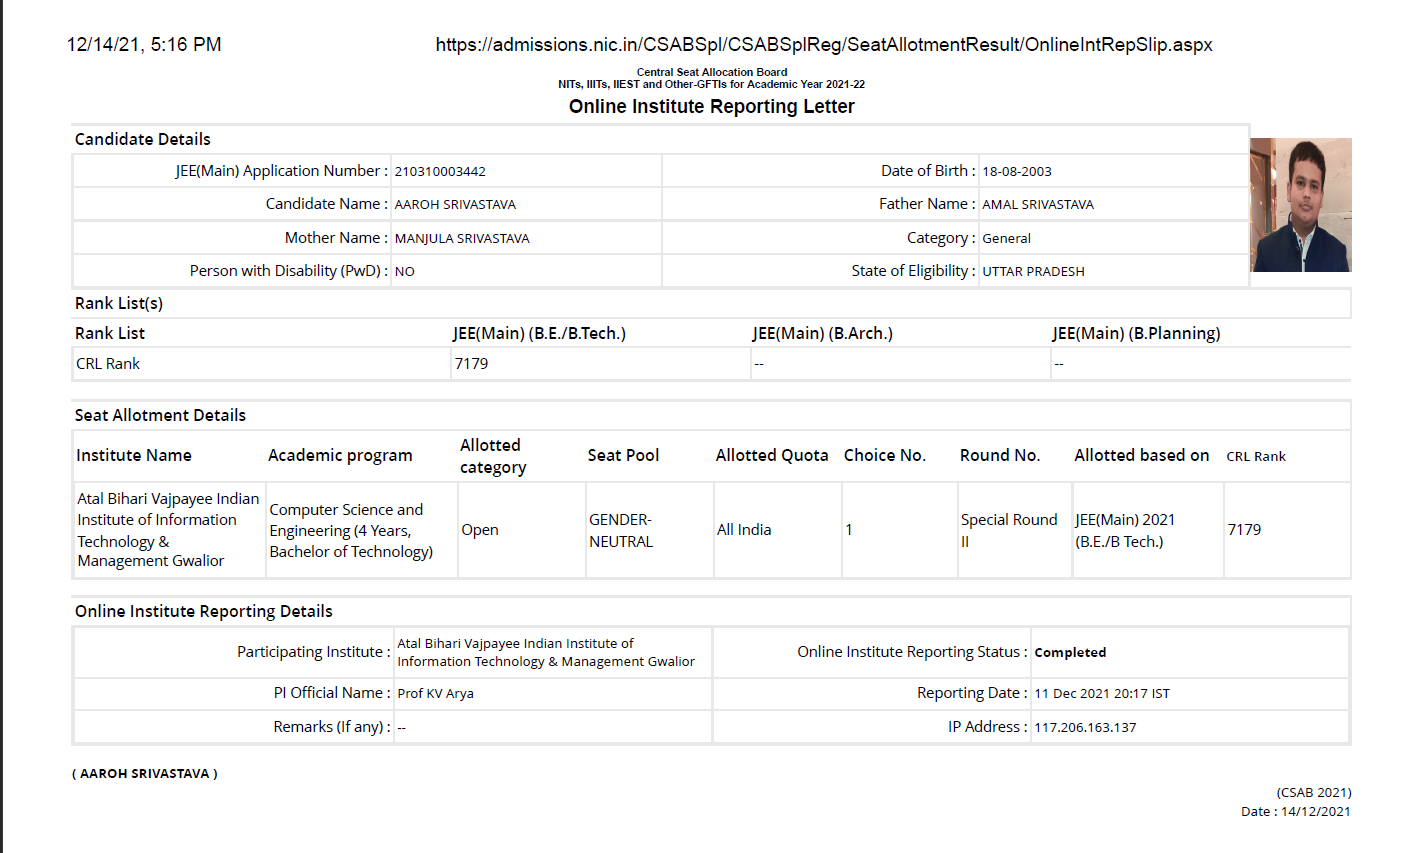 12/14/21, 5:16 PM https://admissions.nic.in/CSABSpl/CSABSplReg/SeatAllotmentResult/OnlineIntRepSlip.aspx
Central Seat Allocation Board
NITs, IIITs, IIEST and Other-GFTIs for Academic Year 2021-22
Online Institute Reporting Letter
Candidate Details
JEE(Main) Application Number : 210310003442 Date of Birth : 18-08-2003
Candidate Name : AAROH SRIVASTAVA Father Name : AMAL SRIVASTAVA
Mother Name : MANJULA SRIVASTAVA Category : General
Person with Disability (PwD) : NO State of Eligibility : UTTAR PRADESH
Rank List(s)
Rank List JEE(Main) (B.E./B.Tech.) JEE(Main) (B.Arch.) JEE(Main) (B.Planning)
CRL Rank 7179 -- --
Seat Allotment Details
Institute Name Academic program Allotted category Seat Pool Allotted Quota Choice No. Round No. Allotted based on CRL Rank
Atal Bihari Vajpayee Indian
Institute of Information
Technology &
Management Gwalior
Computer Science and
Engineering (4 Years,
Bachelor of Technology)
Open
GENDER-
NEUTRAL
All India
1
Special Round
II
JEE(Main) 2021
(B.E./B Tech.)
7179
Online Institute Reporting Details
Participating Institute : Atal Bihari Vajpayee Indian Institute of
Information Technology & Management Gwalior
Online Institute Reporting Status : Completed
PI Official Name : Prof KV Arya Reporting Date : 11 Dec 2021 20:17 IST
Remarks (If any) : -- IP Address : 117.206.163.137
( AAROH SRIVASTAVA )
(CSAB 2021)
Date : 14/12/2021